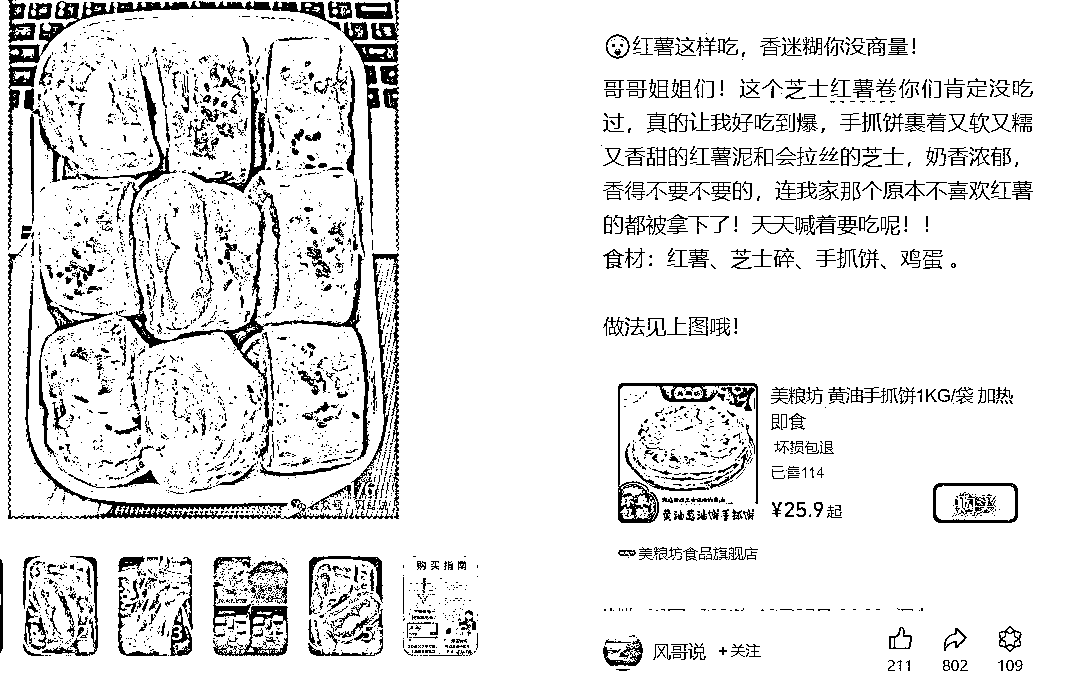 红薯这样吃，香迷糊你没商量！
哥哥姐姐们！这个芝士红薯卷你们肯定没吃
过，真的让我好吃到爆，手抓饼裹着又软又糯
又香甜的红薯泥和会拉丝的芝士，奶香浓郁，
香得不要不要的，连我家那个原本不喜欢红薯
的都被拿下了！天天喊着要吃呢！！
食材：红薯、芝士碎、手抓饼、鸡蛋。
做法见上图哦！
美粮坊 黄油手抓饼1KG/袋 加热
即食
坏损包退
已售114
¥25.9起
购买
黄油葱油饼手抓饼
美粮坊食品旗舰店
购买指南
3
5
风哥说 +关注
211 802 109